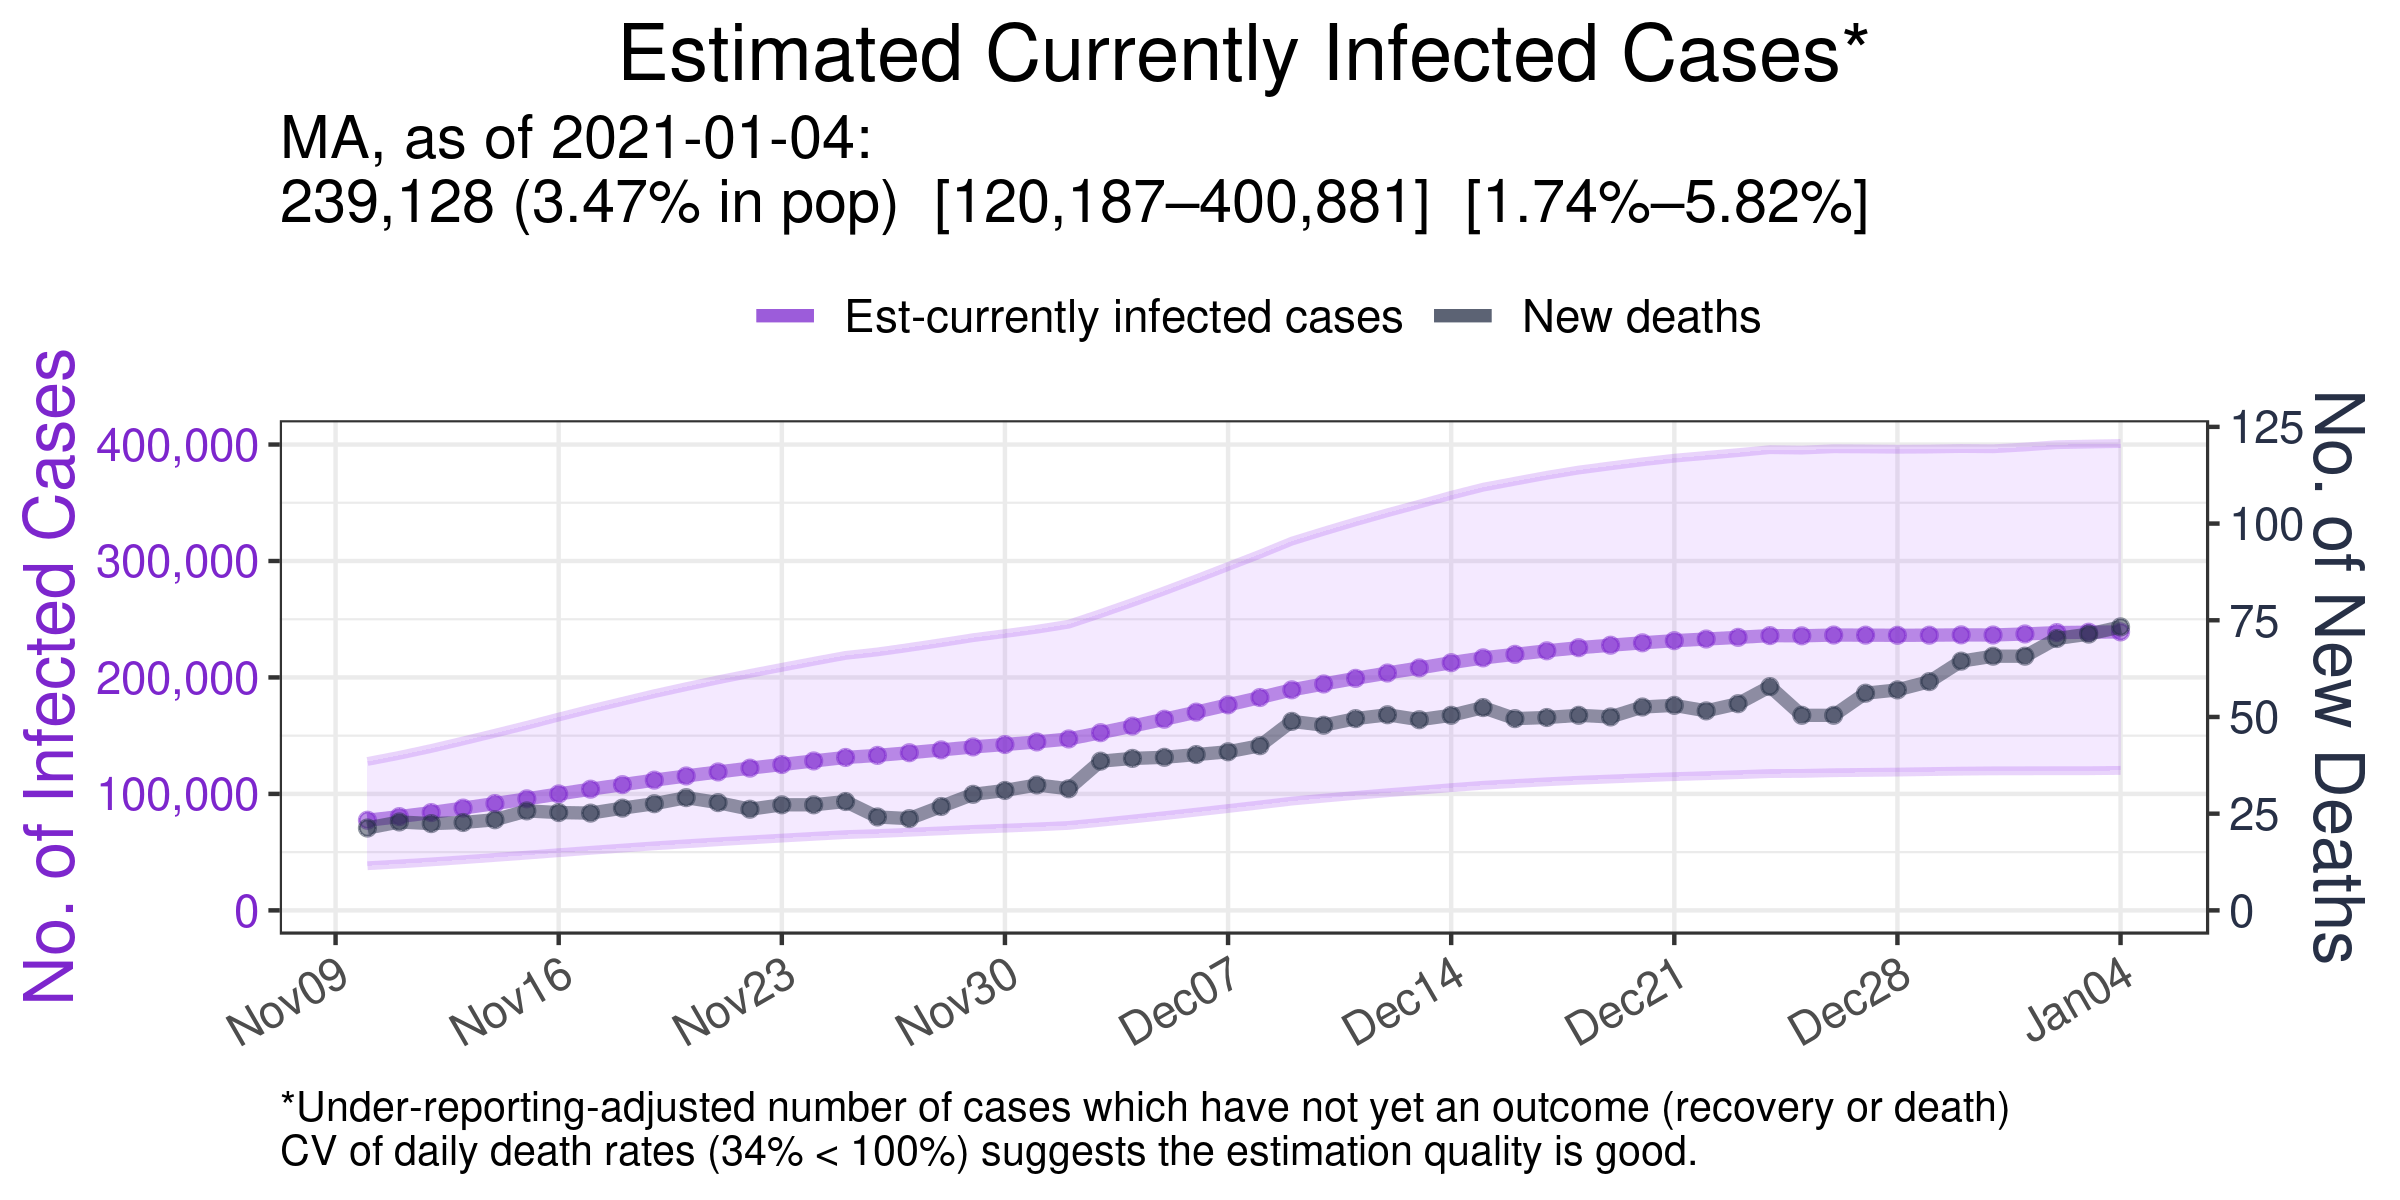 Estimated Currently Infected Cases*
MA, as of 2021-01-04:
239,128 (3.47% in pop)  [120,187–400,881]  [1.74%–5.82%]
Est-currently infected cases
New deaths
No. of Infected Cases
400,000
300,000
200,000
100,000
0
125
100
75
50
25
0
No. of New Deaths
Nov09
Nov16
Nov23
Nov30
Dec07
Dec14
Dec21
Dec28
Jan04
*Under-reporting-adjusted number of cases which have not yet an outcome (recovery or death)
CV of daily death rates (34% < 100%) suggests the estimation quality is good.